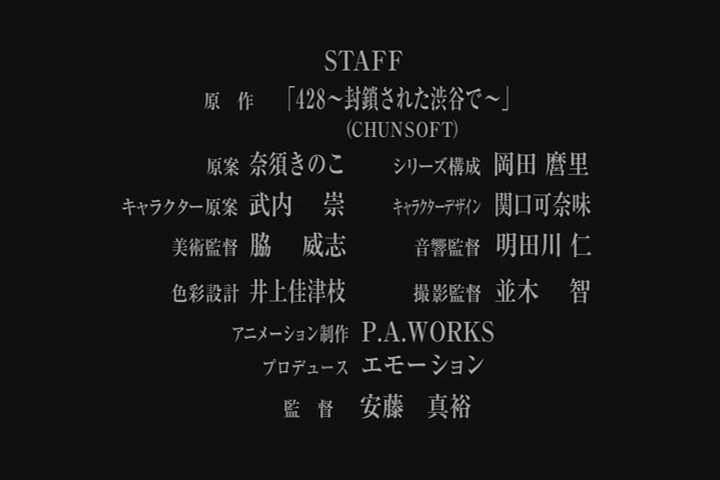 STAFF
原 作 「428～封鎖された渋谷で～」
(CHUNSOFT)
原案 奈須きのこ シリーズ構成 岡田 麿里
キャラクター原案 武内 崇 キャラクターデザイン 関口可奈味
美術監督 脇 威志 音響監督 明田川 仁
色彩設計 井上佳津枝 撮影監督 並木 智
アニメーション制作 P.A.WORKS
プロデュース エモーション
監 督 安藤 真裕